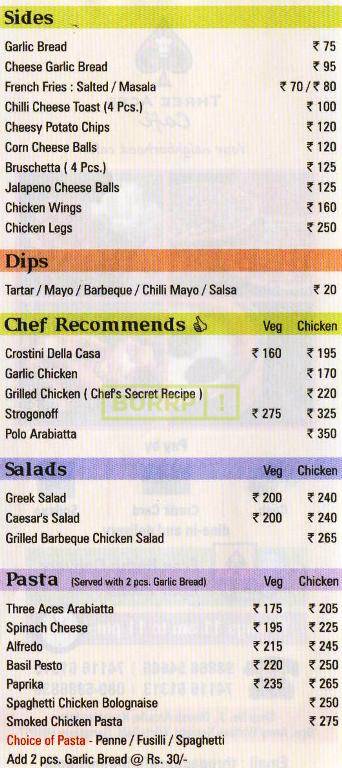 Sides
Garlic Bread ₹ 75
Cheese Garlic Bread ₹ 95
French Fries : Salted / Masala ₹ 70 / ₹ 80
Chilli Cheese Toast (4 Pcs.) ₹ 100
Cheesy Potato Chips ₹ 120
Corn Cheese Balls ₹ 120
Bruschetta ( 4 Pcs.) ₹ 125
Jalapeno Cheese Balls ₹ 125
Chicken Wings ₹ 160
Chicken Legs ₹ 250
Dips
Tartar / Mayo / Barbeque / Chilli Mayo / Salsa ₹ 20
Chef Recommends Veg Chicken
Crostini Della Casa ₹ 160 ₹ 195
Garlic Chicken ₹ 170
Grilled Chicken ( Chef's Secret Recipe ) ₹ 220
BURRP !
Strogonoff ₹ 275 ₹ 325
Polo Arabiatta ₹ 350
Salads Veg Chicken
Greek Salad ₹ 200 ₹ 240
Caesar's Salad ₹ 200 ₹ 240
Grilled Barbeque Chicken Salad ₹ 265
Pasta (Served with 2 pcs. Garlic Bread) Veg Chicken
Three Aces Arabiatta ₹ 175 ₹ 205
Spinach Cheese ₹ 195 ₹ 225
Alfredo ₹ 215 ₹ 245
Basil Pesto ₹ 220 ₹ 250
Paprika ₹ 235 ₹ 265
Spaghetti Chicken Bolognaise ₹ 250
Smoked Chicken Pasta ₹ 275
Choice of Pasta - Penne / Fusilli / Spaghetti
Add 2 pcs. Garlic Bread @ Rs. 30/-